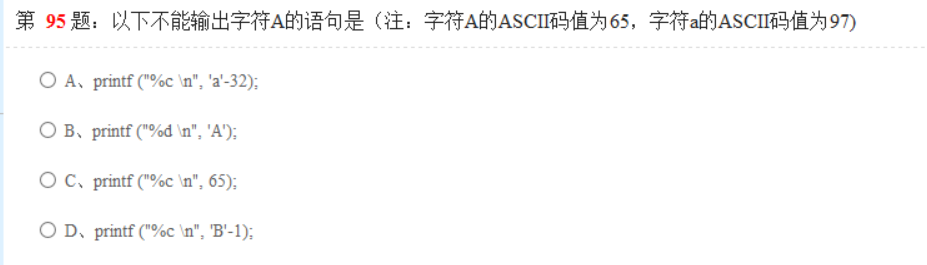 第 95 题：以下不能输出字符A的语句是（注：字符A的ASCII码值为65，字符a的ASCII码值为97)
A、printf ("%c \n", 'a'-32);
B、printf ("%d \n", 'A');
C、printf ("%c \n", 65);
D、printf ("%c \n", 'B'-1);